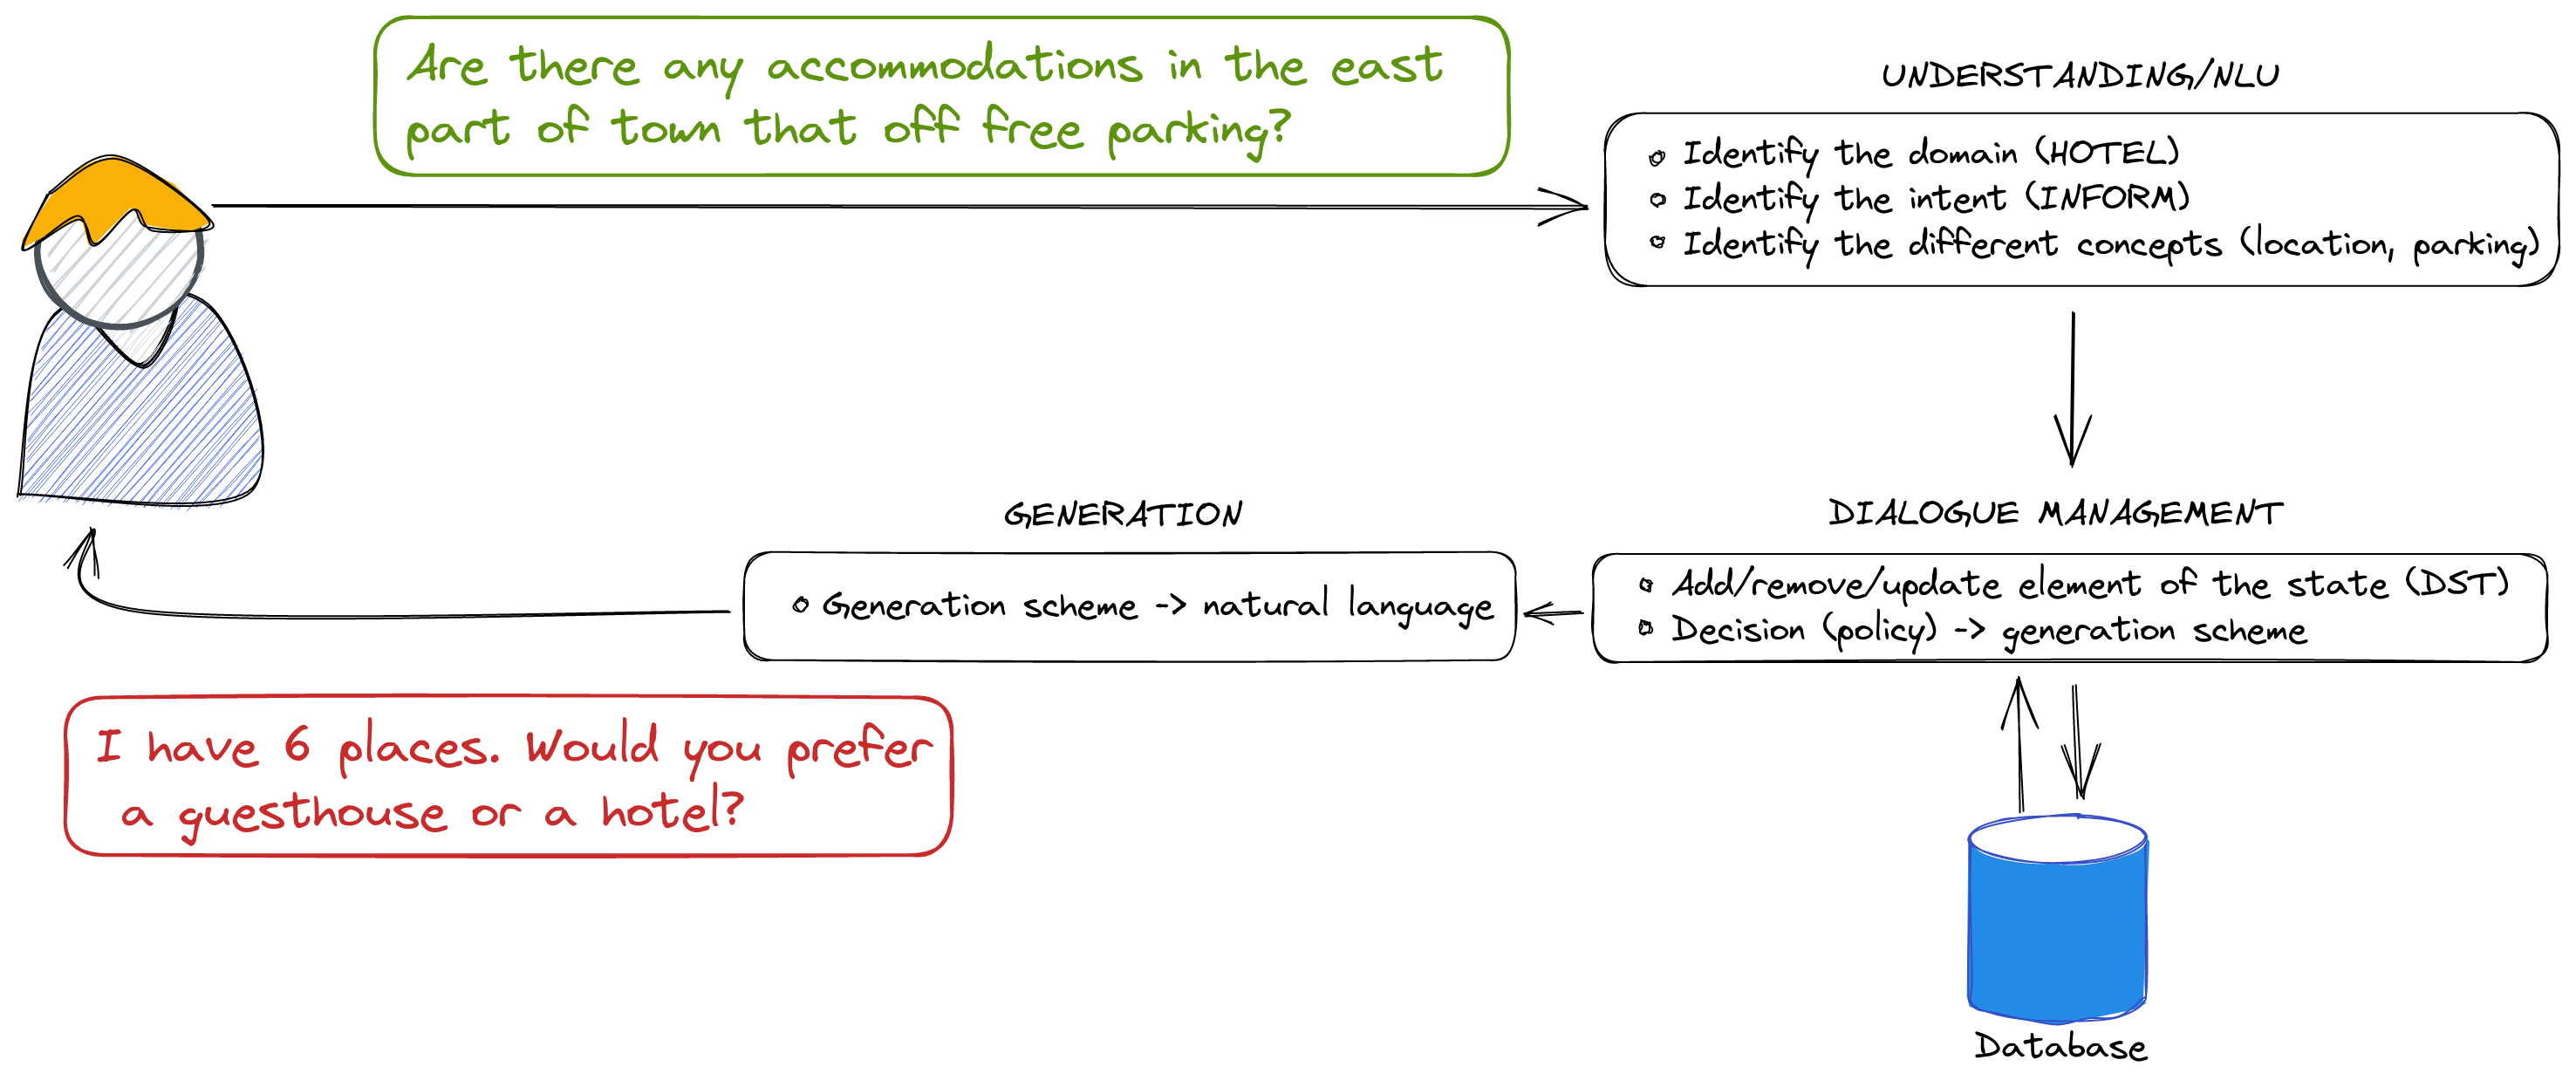 Are there any accommodations in the east
part of town that off free parking?
UNDERSTANDING/NLU
Identify the domain (HOTEL)
Identify the intent (INFORM)
Identify the different concepts (location, parking)
GENERATION
Generation scheme -> natural language
DIALOGUE MANAGEMENT
Add/remove/update element of the state (DST)
Decision (policy) -> generation scheme
I have 6 places. Would you prefer
a guesthouse or a hotel?
Database